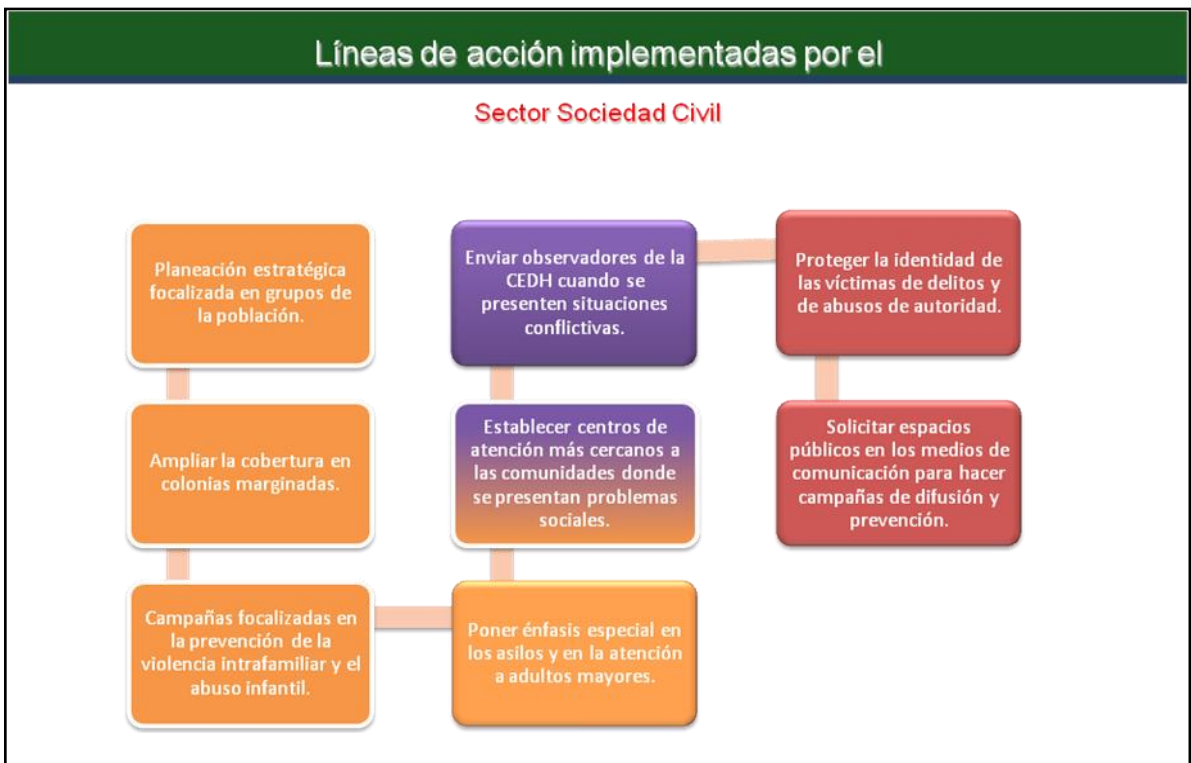 Líneas de acción implementadas por el
Sector Sociedad Civil
Planeación estratégica
focalizada en grupos de
la población.
Ampliar la cobertura en
colonias marginadas.
Campañas focalizadas en
la prevención de la
violencia intrafamiliar y el
abuso infantil.
Poner énfasis especial en
los asilos y en la atención
a adultos mayores.
Establecer centros de
atención más cercanos a
las comunidades donde
se presentan problemas
sociales.
Enviar observadores de la
CEDH cuando se
presenten situaciones
conflictivas.
Proteger la identidad de
las víctimas de delitos y
de abusos de autoridad.
Solicitar espacios
públicos en los medios de
comunicación para hacer
campañas de difusión y
prevención.